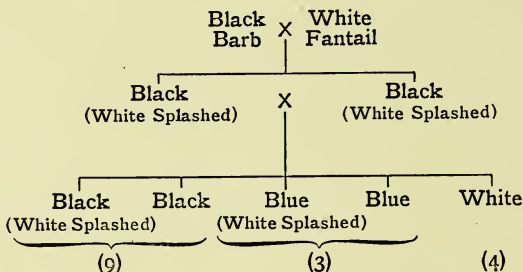 Black X White
Barb Fantail
Black X Black
(White Splashed) (White Splashed)
Black Black Blue Blue White
(White Splashed) (White Splashed)
(9) (3) (4)